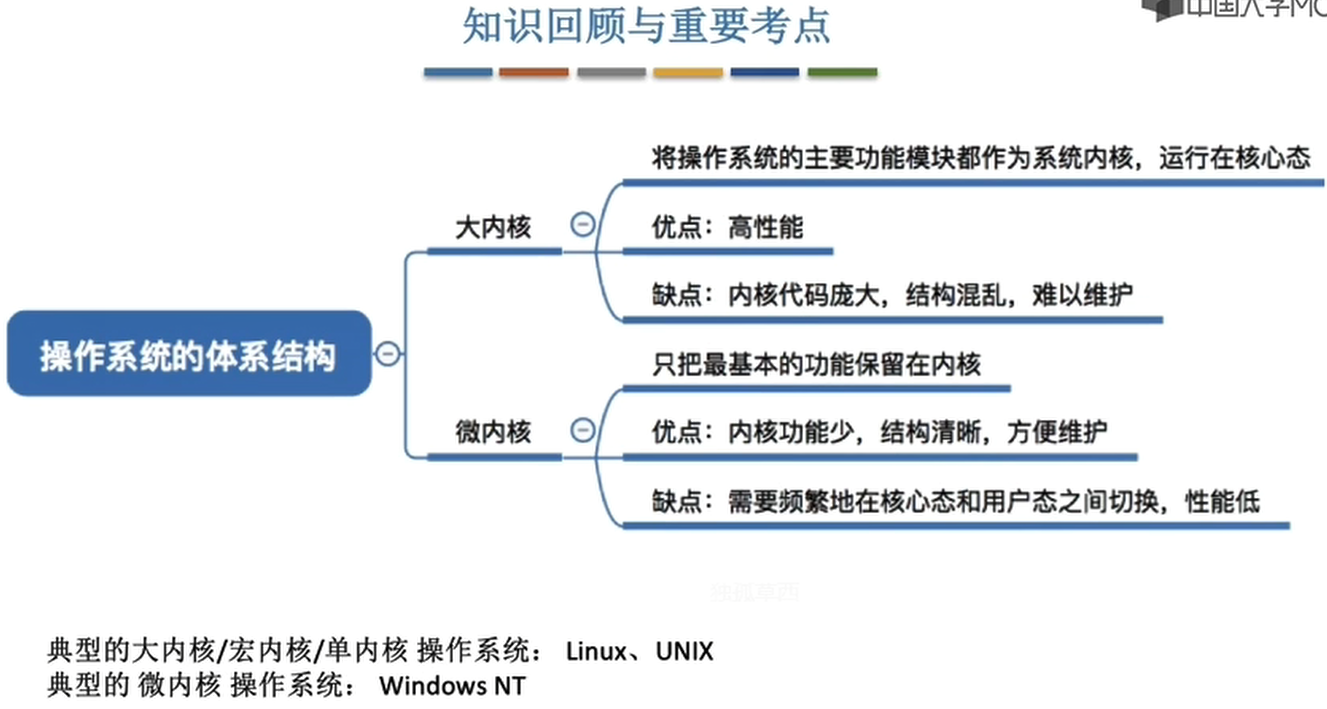 知识回顾与重要考点
中国大学MO
将操作系统的主要功能模块都作为系统内核，运行在核心态
大内核
优点：高性能
缺点：内核代码庞大，结构混乱，难以维护
操作系统的体系结构
只把最基本的功能保留在内核
微内核
优点：内核功能少，结构清晰，方便维护
缺点：需要频繁地在核心态和用户态之间切换，性能低
独孤草西
典型的大内核/宏内核/单内核 操作系统： Linux、UNIX
典型的 微内核 操作系统： Windows NT